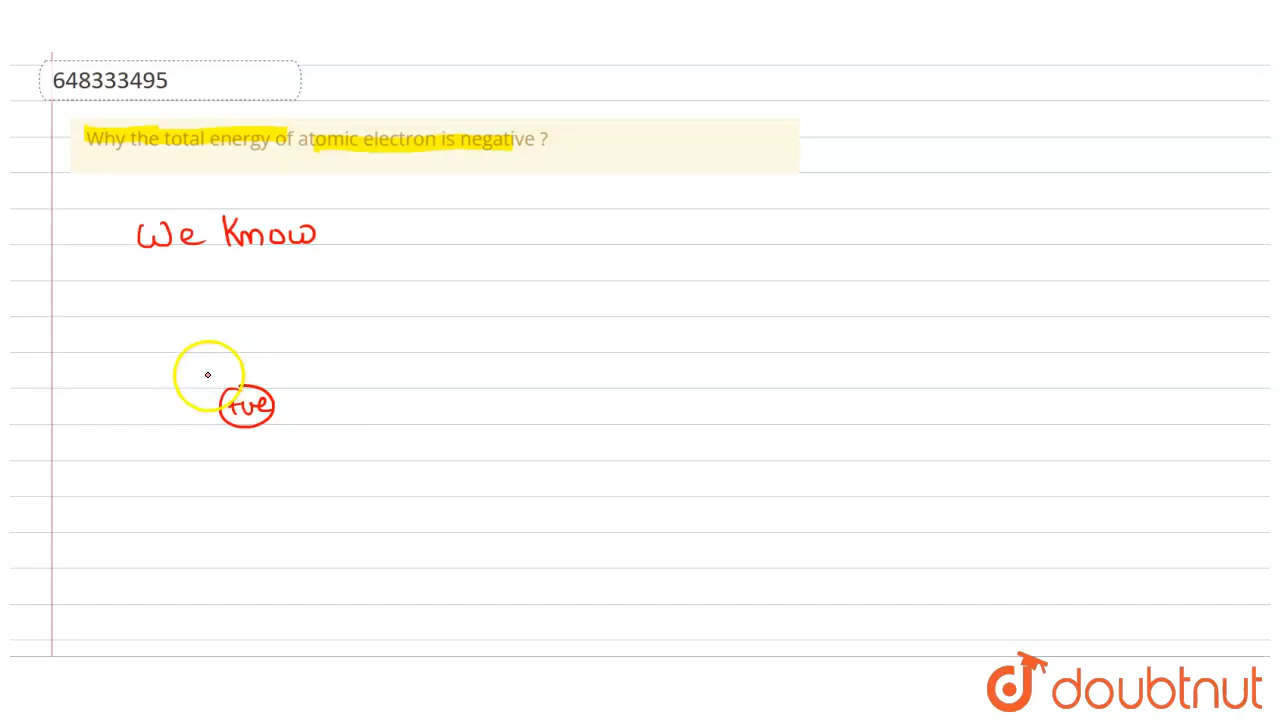 648333495
Why the total energy of atomic electron is negative ?
We Know
+ve
doubtnut